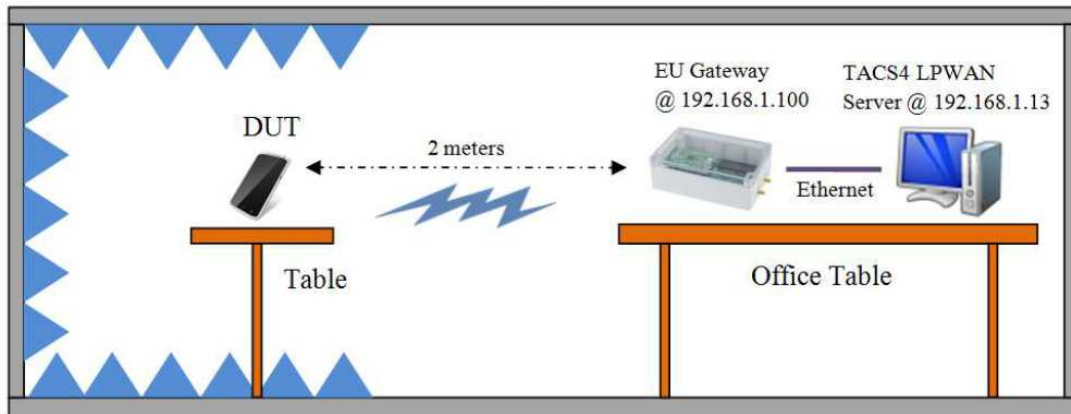 EU Gateway
@ 192.168.1.100
TACS4 LPWAN
Server @ 192.168.1.13
DUT
2 meters
Ethernet
Table
Office Table